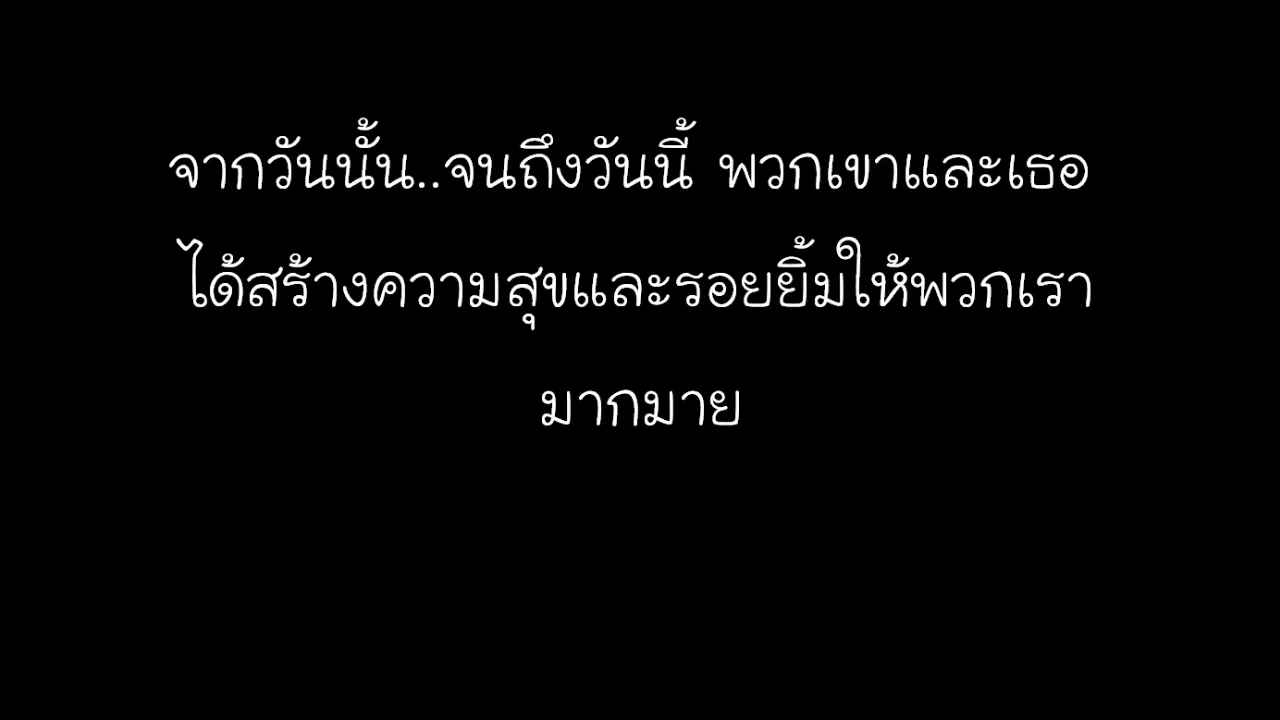 จากวันนั้น..จนถึงวันนี้ พวกเขาและเธอ
ได้สร้างความสุขและรอยยิ้มให้พวกเรา
มากมาย